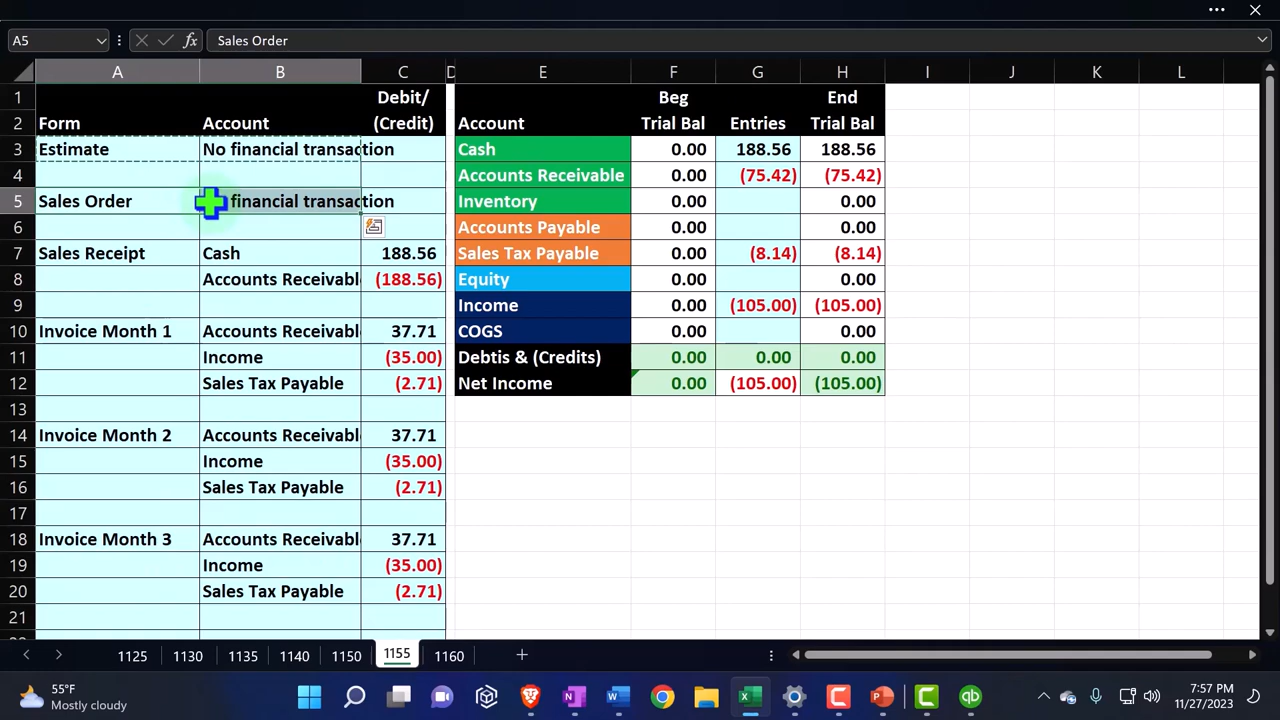 A5 fx Sales Order
A B C D E F G H I J K L
1 Debit/ Beg End
2 Form Account (Credit) Account Trial Bal Entries Trial Bal
3 Estimate No financial transaction Cash 0.00 188.56 188.56
4 Accounts Receivable 0.00 (75.42) (75.42)
5 Sales Order financial transaction Inventory 0.00 0.00
6 Accounts Payable 0.00 0.00
7 Sales Receipt Cash 188.56 Sales Tax Payable 0.00 (8.14) (8.14)
8 Accounts Receivabl (188.56) Equity 0.00 0.00
9 Income 0.00 (105.00) (105.00)
10 Invoice Month 1 Accounts Receivabl 37.71 COGS 0.00 0.00
11 Income (35.00) Debtis & (Credits) 0.00 0.00 0.00
12 Sales Tax Payable (2.71) Net Income 0.00 (105.00) (105.00)
13
14 Invoice Month 2 Accounts Receivabl 37.71
15 Income (35.00)
16 Sales Tax Payable (2.71)
17
18 Invoice Month 3 Accounts Receivabl 37.71
19 Income (35.00)
20 Sales Tax Payable (2.71)
21
1125 1130 1135 1140 1150 1155 1160
55°F 7:57 PM
Mostly cloudy 11/27/2023